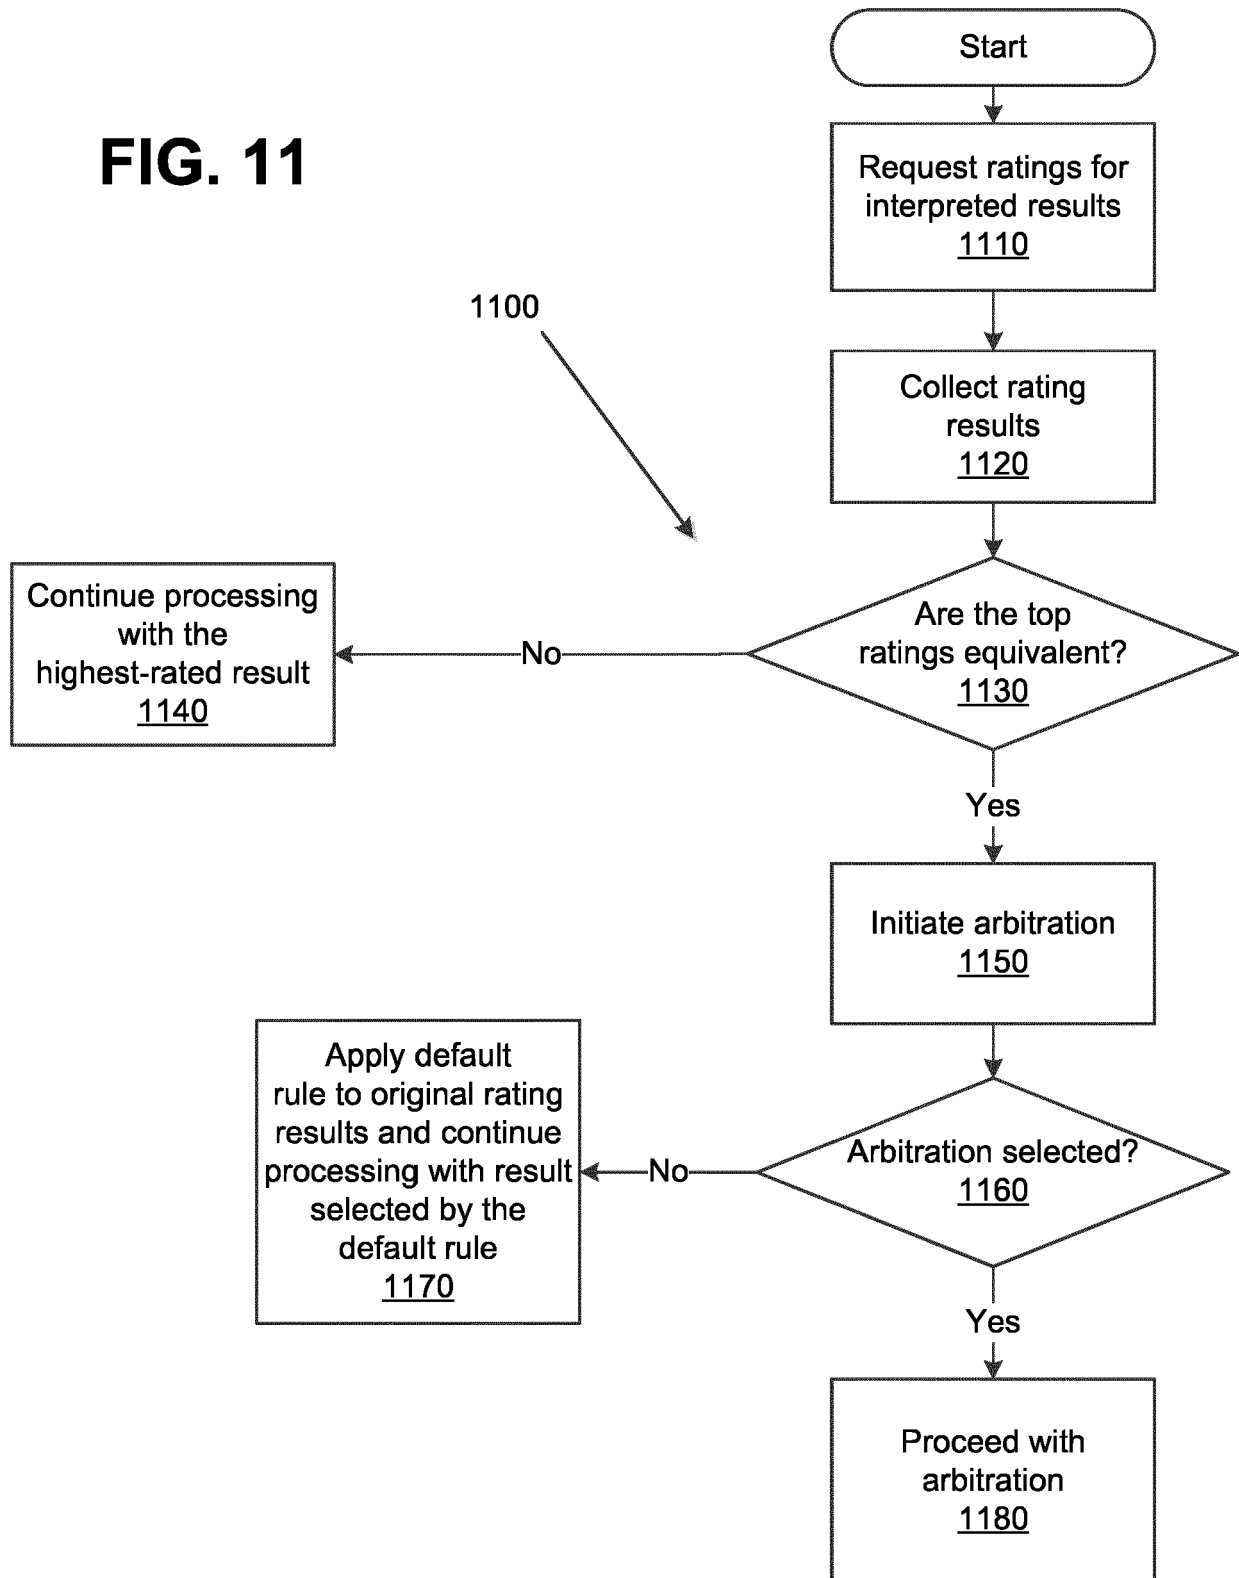 Start
FIG. 11
Request ratings for
interpreted results
1110
1100
Collect rating
results
1120
Are the top
ratings equivalent?
1130
No
Continue processing
with the
highest-rated result
1140
Yes
Initiate arbitration
1150
Arbitration selected?
1160
No
Apply default
rule to original rating
results and continue
processing with result
selected by the
default rule
1170
Yes
Proceed with
arbitration
1180